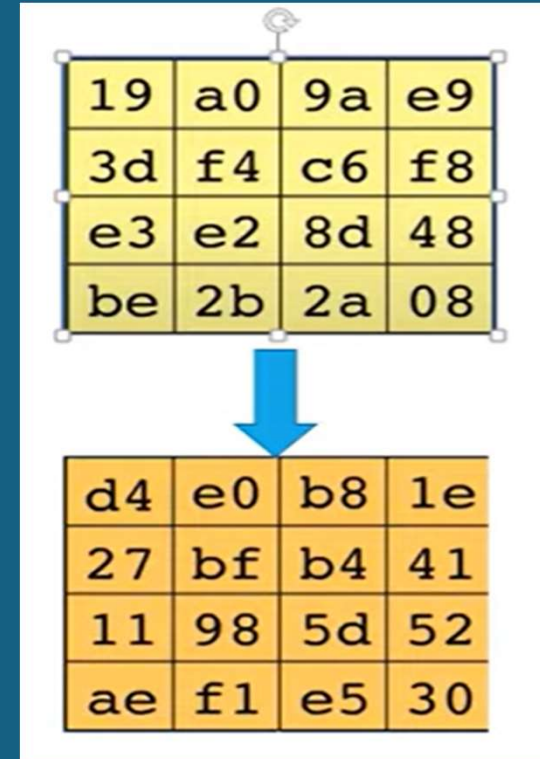 19 a0 9a e9
3d f4 c6 f8
e3 e2 8d 48
be 2b 2a 08
d4 e0 b8 1e
27 bf b4 41
11 98 5d 52
ae f1 e5 30